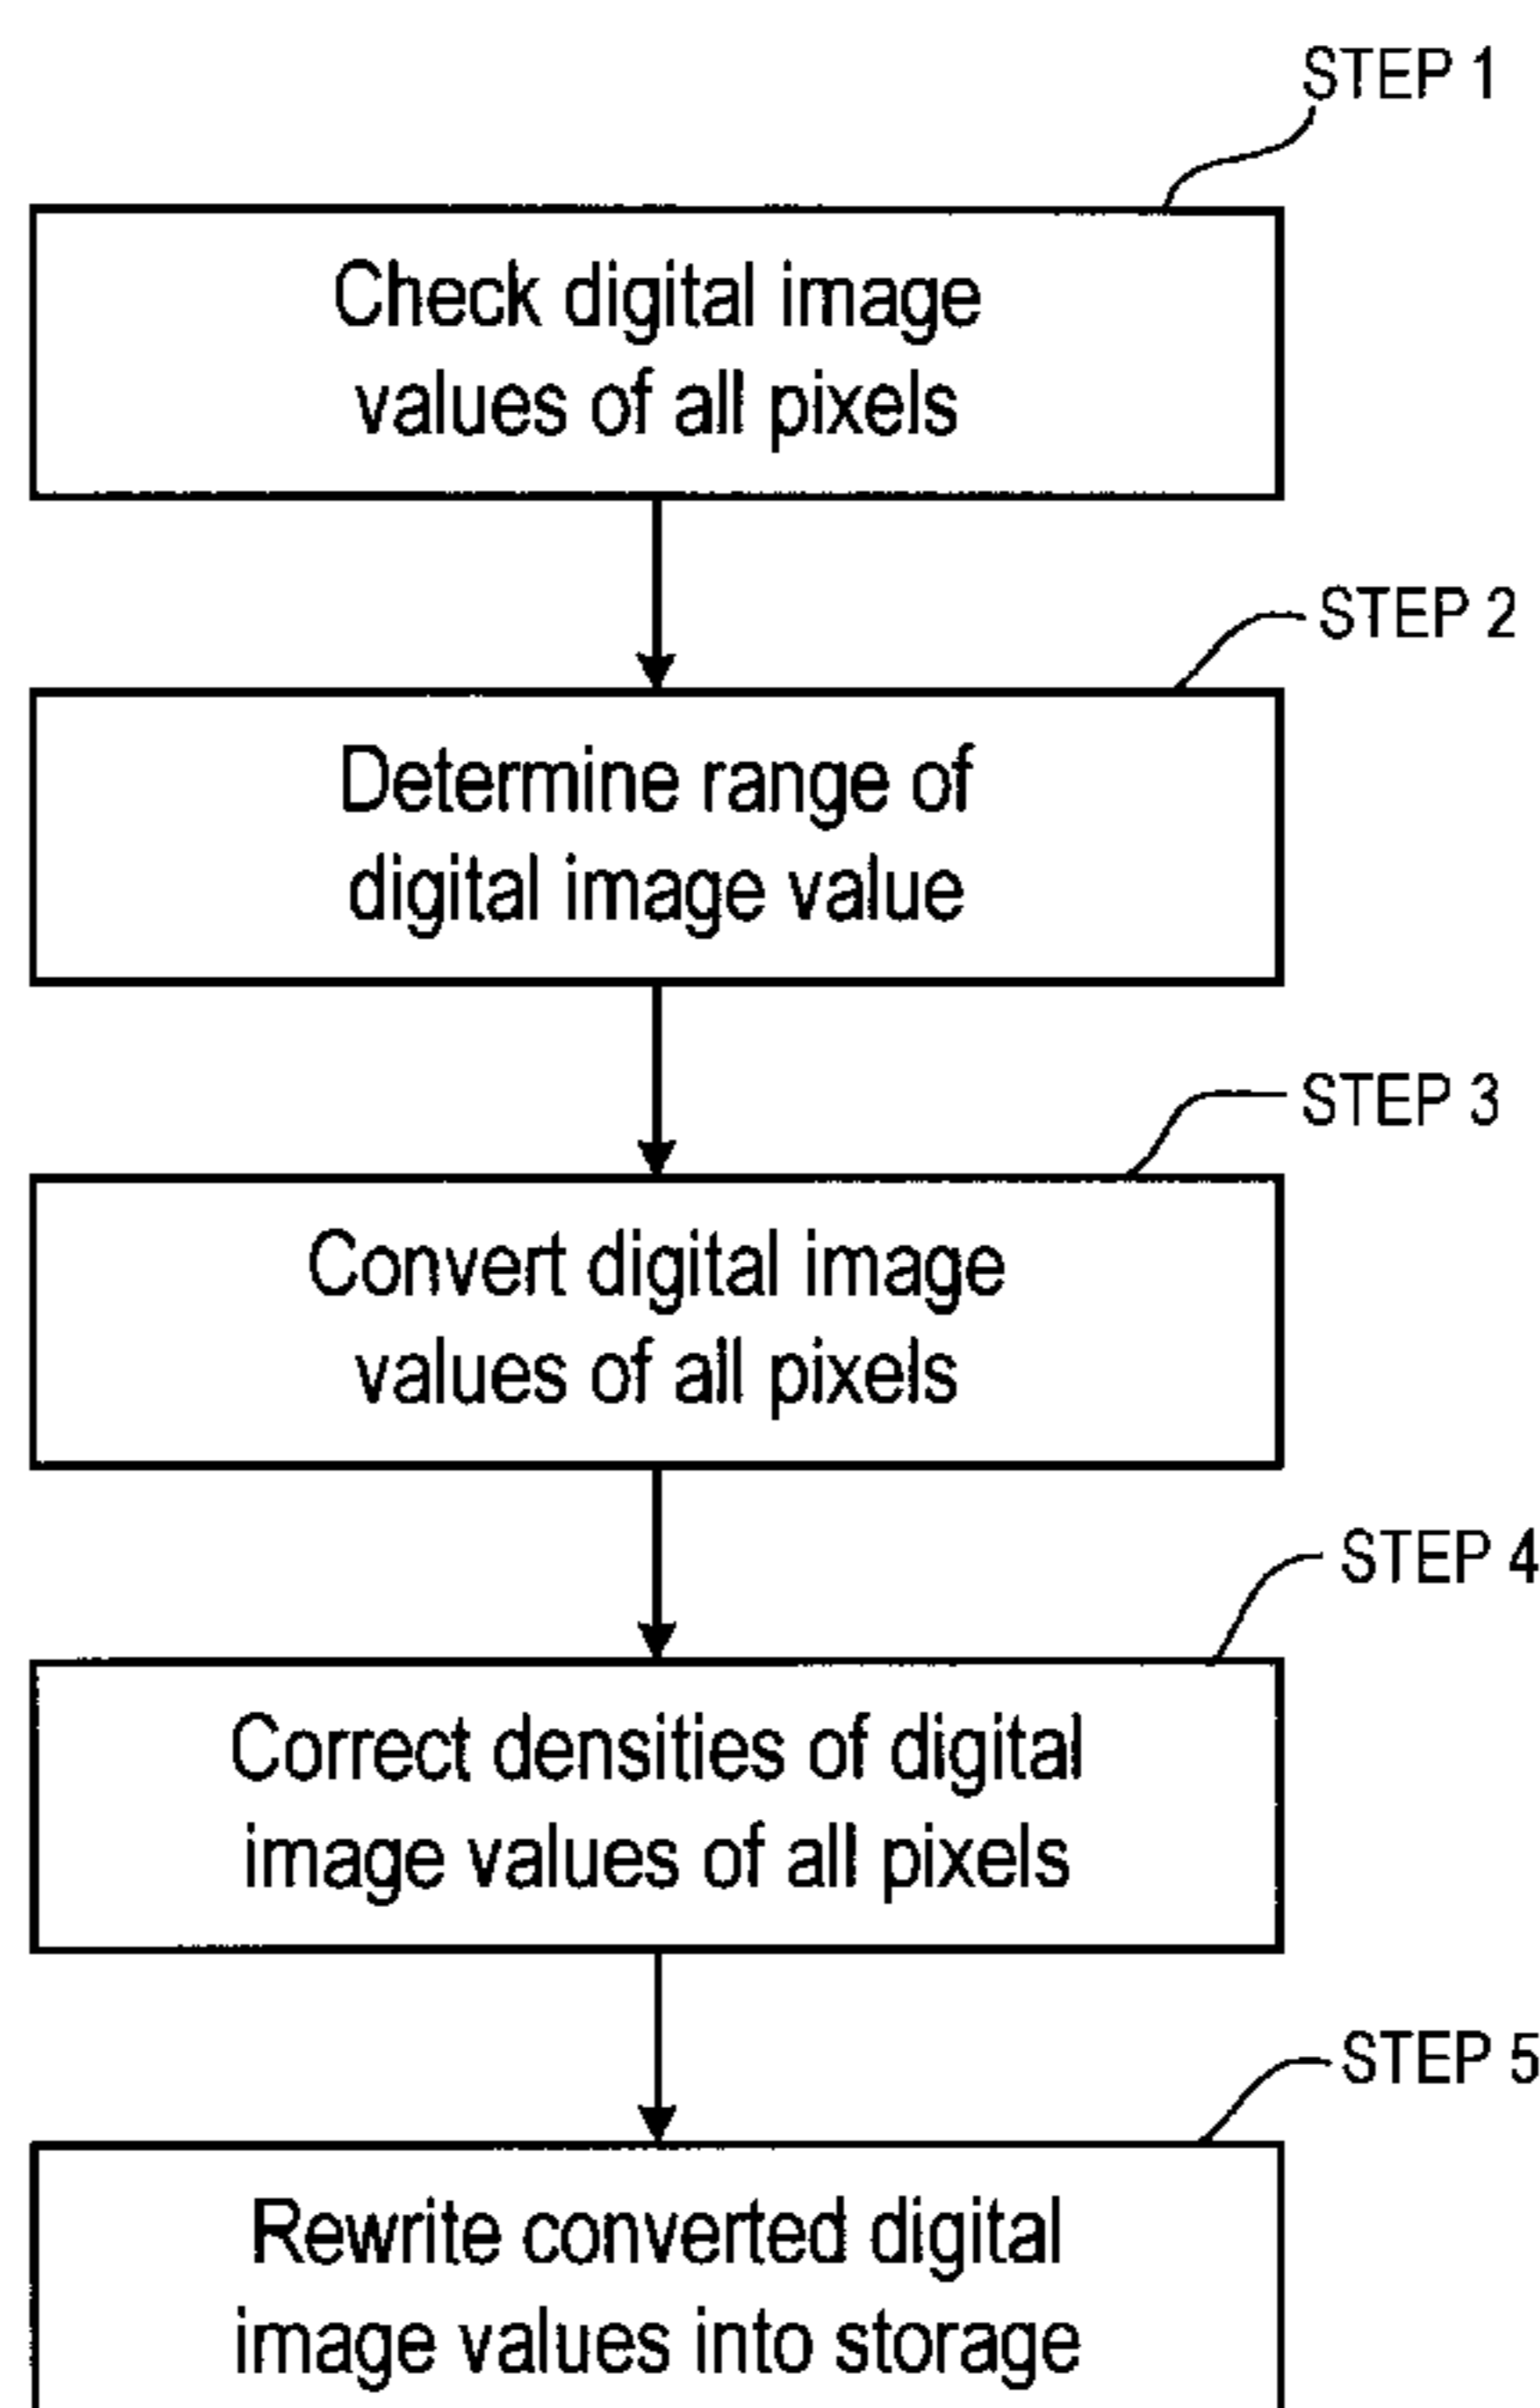 STEP 1
Check digital image
values of all pixels
STEP 2
Determine range of
digital image value
STEP 3
Convert digital image
values of all pixels
STEP 4
Correct densities of digital
image values of all pixels
STEP 5
Rewrite converted digital
image values into storage